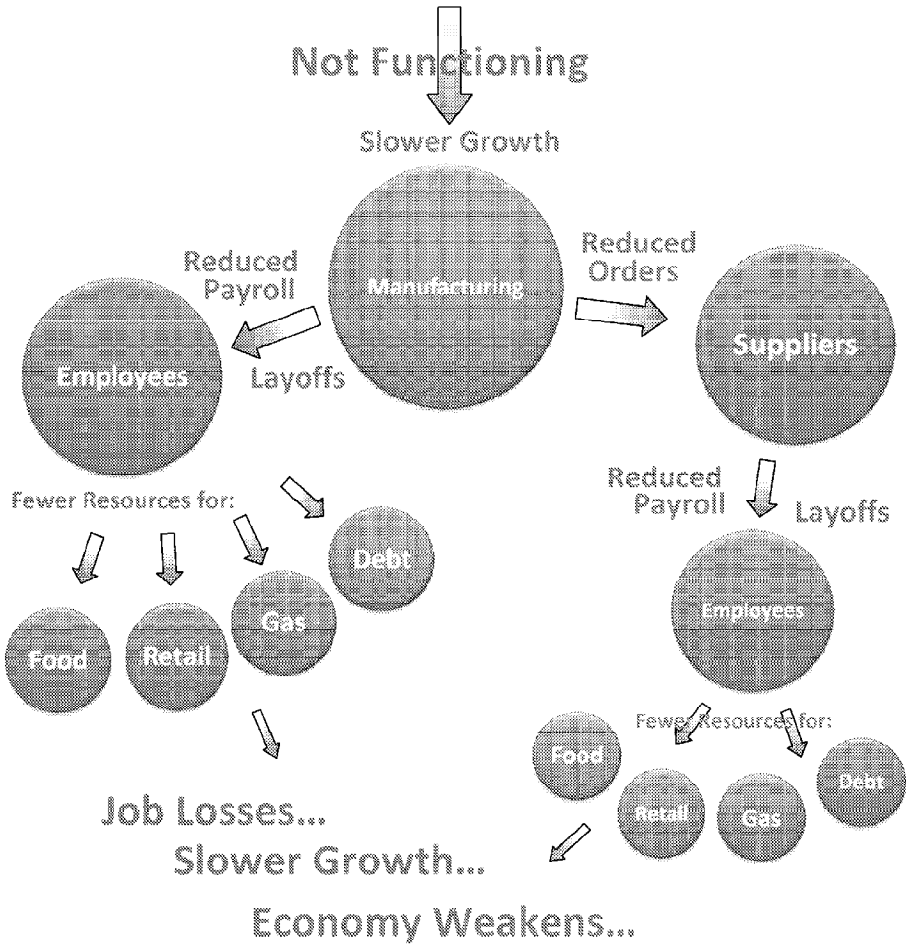 Not Functioning
Slower Growth
Manufacturing
Reduced
Payroll
Layoffs
Employees
Reduced
Orders
Suppliers
Fewer Resources for:
Food
Retail
Gas
Debt
Reduced
Payroll
Layoffs
Employees
Fewer Resources for:
Food
Retail
Gas
Debt
Job Losses...
Slower Growth...
Economy Weakens...